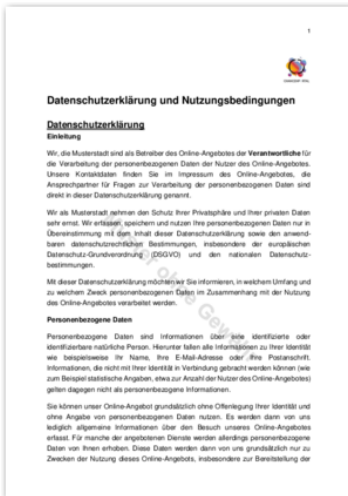 1
Datenschutzerklärung und Nutzungsbedingungen
Datenschutzerklärung
Einleitung
Wir, die Musterstadt sind als Betreiber des Online-Angebotes der Verantwortliche für
die Verarbeitung der personenbezogenen Daten der Nutzer des Online-Angebotes.
Unsere Kontaktdaten finden Sie im Impressum des Online-Angebotes, die
Ansprechpartner für Fragen zur Verarbeitung der personenbezogenen Daten sind
direkt in dieser Datenschutzerklärung genannt.
Wir als Musterstadt nehmen den Schutz Ihrer Privatsphäre und Ihrer privaten Daten
sehr ernst. Wir erfassen, speichern und nutzen Ihre personenbezogenen Daten nur in
Übereinstimmung mit dem Inhalt dieser Datenschutzerklärung sowie den anwend-
baren datenschutzrechtlichen Bestimmungen, insbesondere der europäischen
Datenschutz-Grundverordnung (DSGVO) und den nationalen Datenschutz-
bestimmungen.
Mit dieser Datenschutzerklärung möchten wir Sie informieren, in welchem Umfang und
zu welchem Zweck personenbezogenen Daten im Zusammenhang mit der Nutzung
des Online-Angebotes verarbeitet werden.
Personenbezogene Daten
Personenbezogene Daten sind Informationen über eine identifizierte oder
identifizierbare natürliche Person. Hierunter fallen alle Informationen zu Ihrer Identität
wie beispielsweise Ihr Name, Ihre E-Mail-Adresse oder Ihre Postanschrift.
Informationen, die nicht mit Ihrer Identität in Verbindung gebracht werden können (wie
zum Beispiel statistische Angaben, etwa zur Anzahl der Nutzer des Online-Angebotes)
gelten dagegen nicht als personenbezogene Informationen.
Sie können unser Online-Angebot grundsätzlich ohne Offenlegung Ihrer Identität und
ohne Angabe von personenbezogenen Daten nutzen. Es werden dann von uns
lediglich allgemeine Informationen über den Besuch unseres Online-Angebotes
erfasst. Für manche der angebotenen Dienste werden allerdings personenbezogene
Daten von Ihnen erhoben. Diese Daten werden dann von uns grundsätzlich nur zu
Zwecken der Nutzung dieses Online-Angebots, insbesondere zur Bereitstellung der
ohne